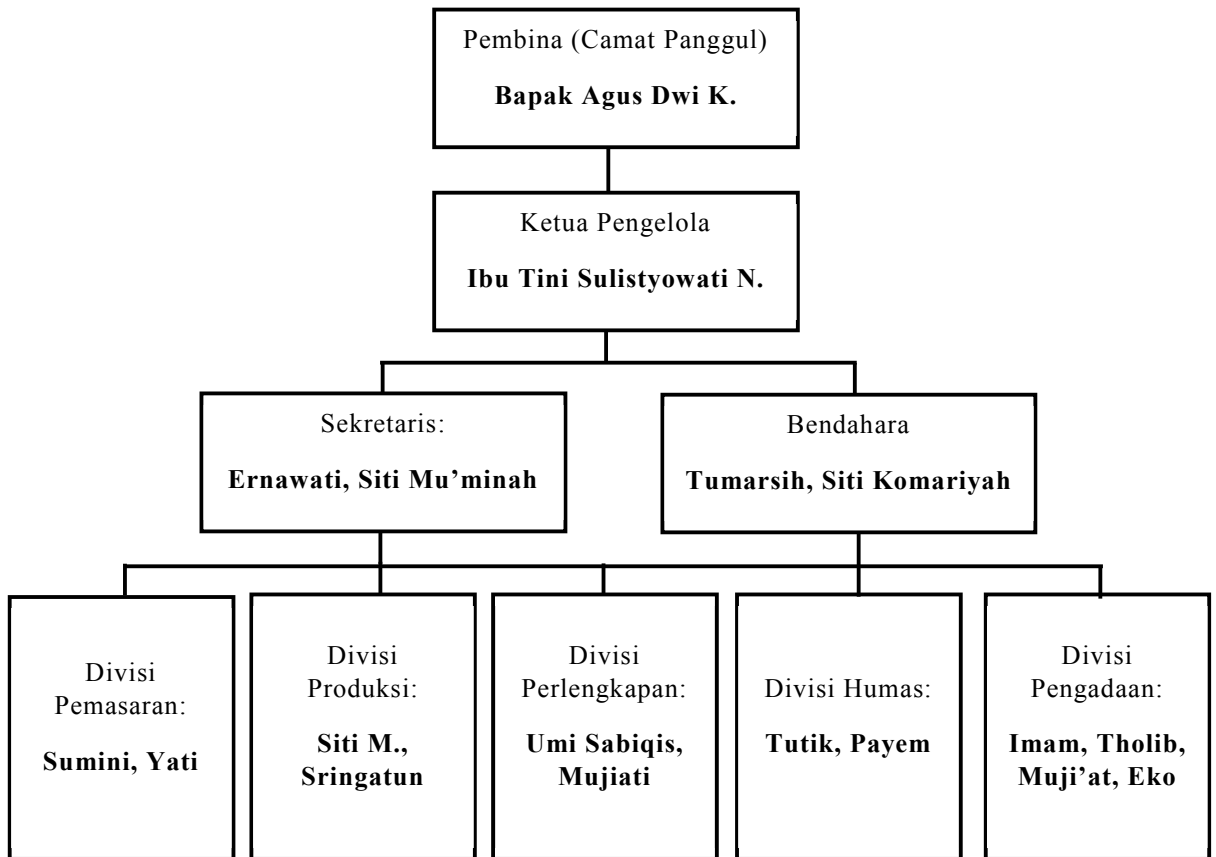 Pembina (Camat Panggul)
Bapak Agus Dwi K.
Ketua Pengelola
Ibu Tini Sulistyowati N.
Sekretaris:
Ernawati, Siti Mu’minah
Bendahara
Tumarsih, Siti Komariyah
Divisi
Pemasaran:
Sumini, Yati
Divisi
Produksi:
Siti M.,
Sringatun
Divisi
Perlengkapan:
Umi Sabiqis,
Mujiati
Divisi Humas:
Tutik, Payem
Divisi
Pengadaan:
Imam, Tholib,
Muji’at, Eko